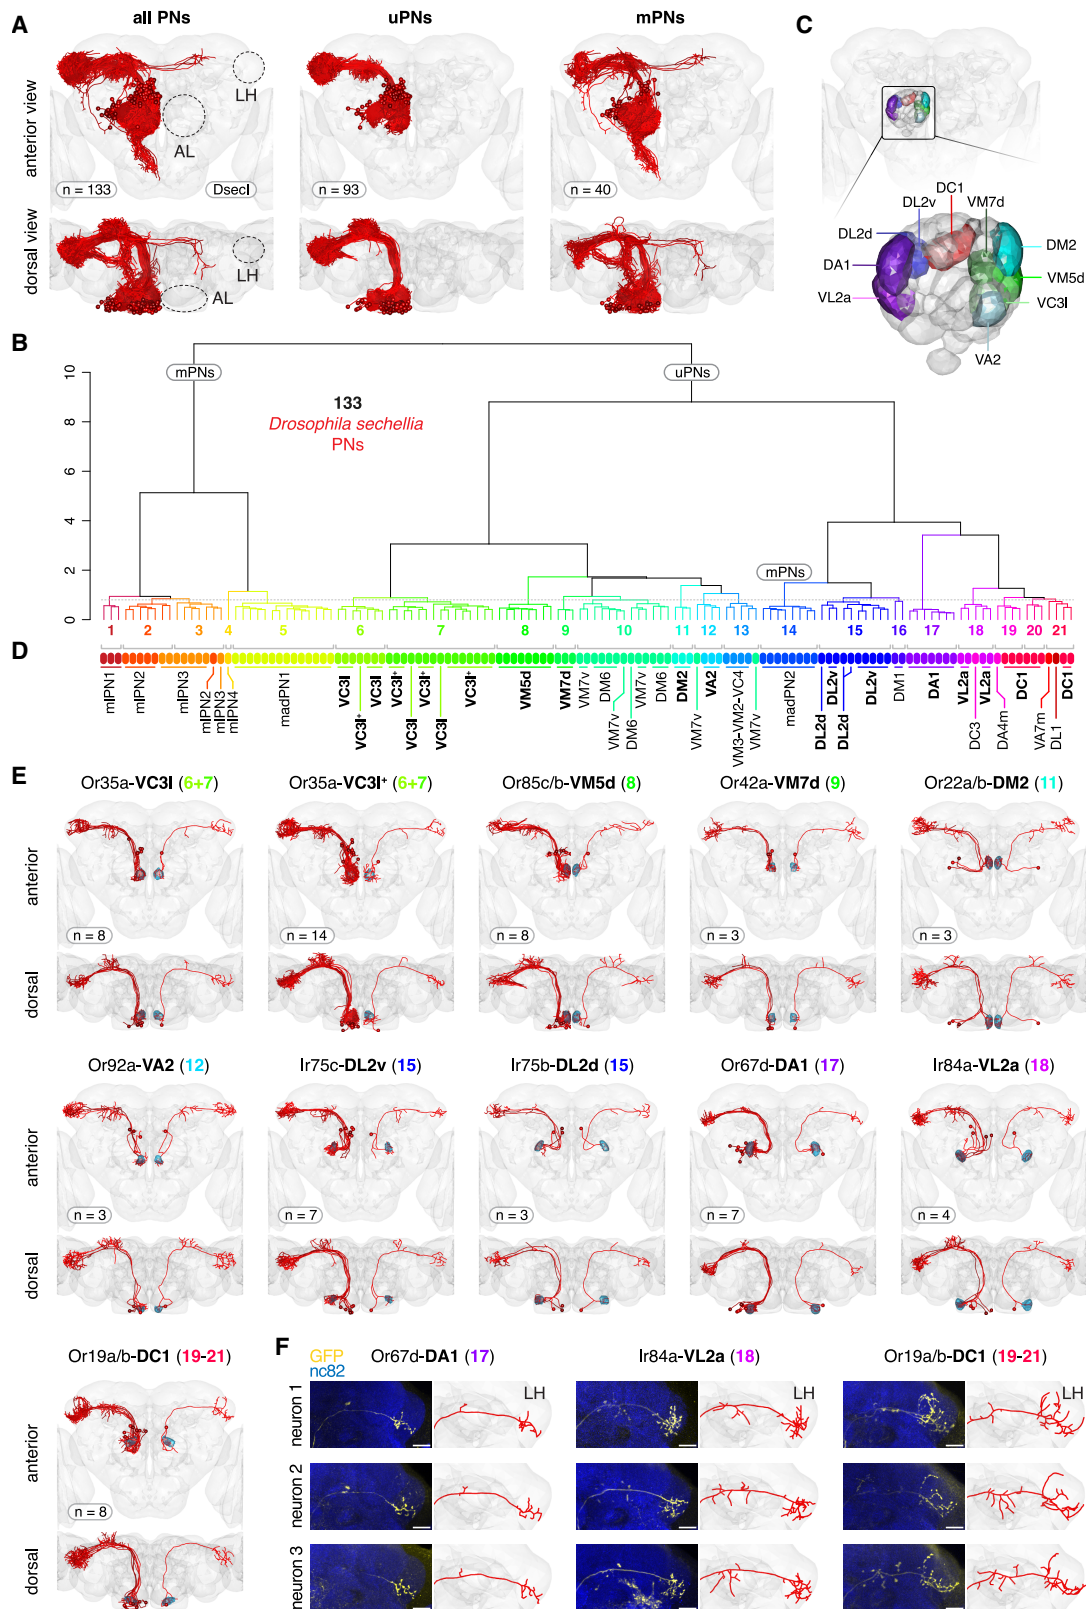 A
all PNs
uPNs
mPNs
anterior view
LH
AL
n = 133
Dsecl
n = 93
n = 40
dorsal view
LH
AL
C
DL2v
DC1
VM7d
DL2d
DA1
VL2a
DM2
VM5d
VC3l
VA2
B
mPNs
uPNs
133
Drosophila sechellia
PNs
mPNs
10
8
6
4
2
0
1 2 3 4 5 6 7 8 9 10 11 12 13 14 15 16 17 18 19 20 21
D
mlPN1
mlPN2
mlPN3
mlPN2
mlPN3
mlPN4
madPN1
VC3l
VC3l⁺
VC3l
VC3l⁺
VC3l
VC3l⁺
VC3l
VC3l⁺
VM5d
VM7d
VM7v
DM6
VM7v
DM6
VM7v
DM6
DM2
VM7v
VA2
VM3-VM2-VC4
VM7v
madPN2
DL2d
DL2v
DL2d
DL2v
DM1
DA1
VL2a
DC3
VL2a
DA4m
DC1
VA7m
DL1
DC1
E
Or35a-VC3l (6+7)
Or35a-VC3l⁺ (6+7)
Or85c/b-VM5d (8)
Or42a-VM7d (9)
Or22a/b-DM2 (11)
anterior
n = 8
n = 14
n = 8
n = 3
n = 3
dorsal
Or92a-VA2 (12)
Ir75c-DL2v (15)
Ir75b-DL2d (15)
Or67d-DA1 (17)
Ir84a-VL2a (18)
anterior
n = 3
n = 7
n = 3
n = 7
n = 4
dorsal
Or19a/b-DC1 (19-21)
anterior
n = 8
dorsal
F
GFP
nc82
Or67d-DA1 (17)
Ir84a-VL2a (18)
Or19a/b-DC1 (19-21)
neuron 1
LH
LH
LH
neuron 2
neuron 3